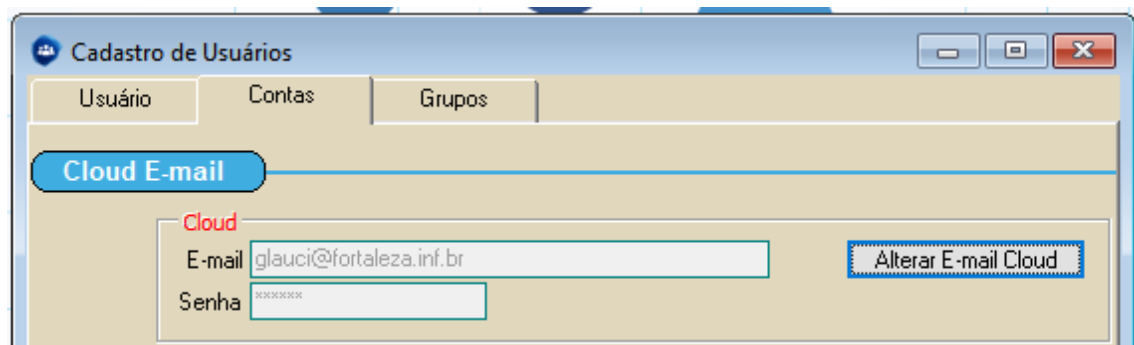 Cadastro de Usuários
Usuário Contas Grupos
Cloud E-mail
Cloud
E-mail glauci@fortaleza.inf.br Alterar E-mail Cloud
Senha ******